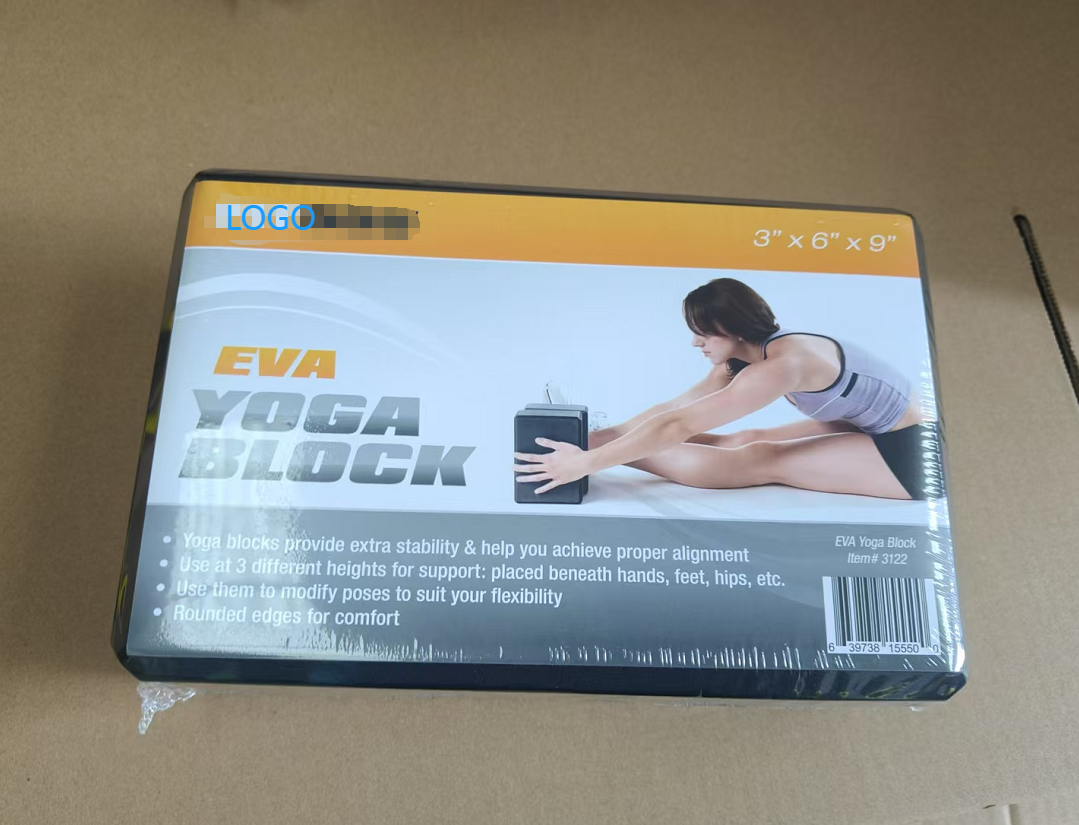 LOGO
3" x 6" x 9"
EVA
YOGA
BLOCK
• Yoga blocks provide extra stability & help you achieve proper alignment
• Use at 3 different heights for support: placed beneath hands, feet, hips, etc.
• Use them to modify poses to suit your flexibility
• Rounded edges for comfort
EVA Yoga Block
Item# 3122
6 39738 15550 0